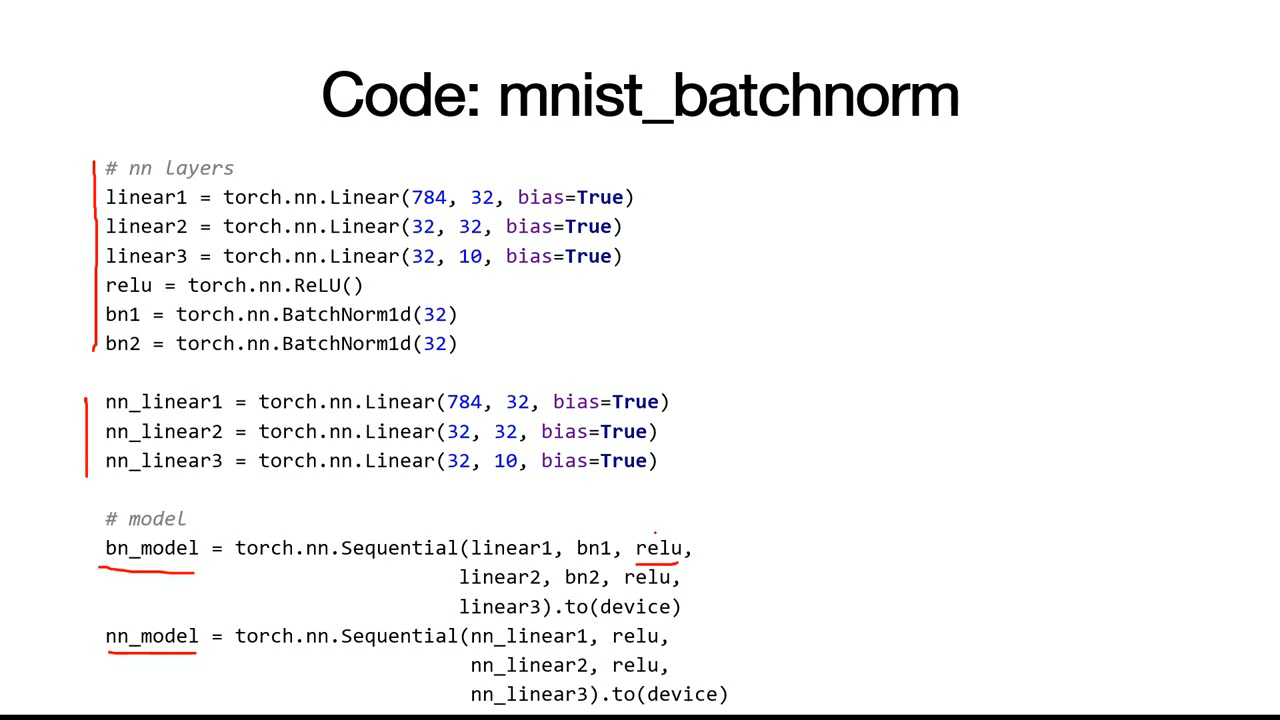 Code: mnist_batchnorm
# nn layers
linear1 = torch.nn.Linear(784, 32, bias=True)
linear2 = torch.nn.Linear(32, 32, bias=True)
linear3 = torch.nn.Linear(32, 10, bias=True)
relu = torch.nn.ReLU()
bn1 = torch.nn.BatchNorm1d(32)
bn2 = torch.nn.BatchNorm1d(32)
nn_linear1 = torch.nn.Linear(784, 32, bias=True)
nn_linear2 = torch.nn.Linear(32, 32, bias=True)
nn_linear3 = torch.nn.Linear(32, 10, bias=True)
# model
bn_model = torch.nn.Sequential(linear1, bn1, relu,
linear2, bn2, relu,
linear3).to(device)
nn_model = torch.nn.Sequential(nn_linear1, relu,
nn_linear2, relu,
nn_linear3).to(device)